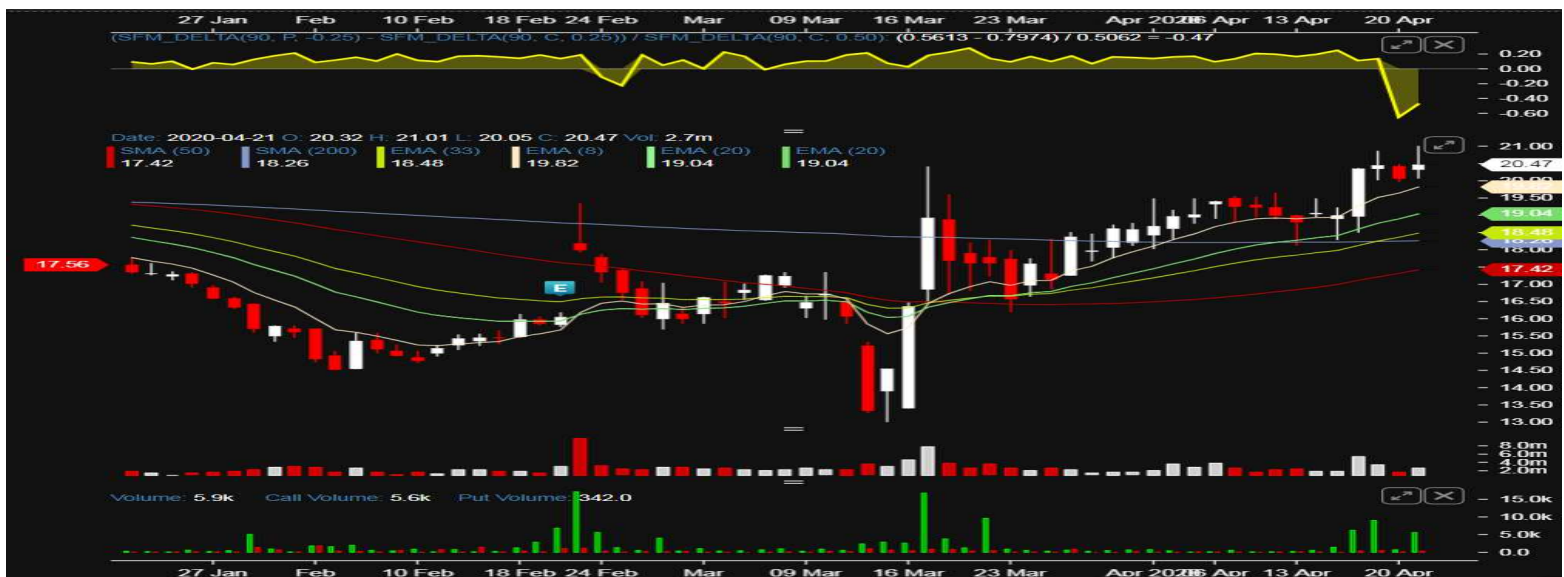 27 Jan Feb 10 Feb 18 Feb 24 Feb Mar 09 Mar 16 Mar 23 Mar 06 Apr 13 Apr 20 Apr
(SFM_DELTA(90, P, -0.25) - SFM_DELTA(90, C, 0.25)) / SFM_DELTA(90, C, 0.50): (0.5613 - 0.7974) / 0.5062 = -0.47
0.20
0.00
-0.20
-0.40
-0.60
Date: 2020-04-21 O: 20.32 H: 21.01 L: 20.05 C: 20.47 Vol: 2.7m
SMA (50) SMA (200) EMA (33) EMA (8) EMA (20) EMA (20)
17.42 18.26 18.48 19.82 19.04 19.04
21.00
20.47
20.00
19.82
19.50
19.04
18.48
18.26
18.00
17.56
17.42
17.00
16.50
E
16.00
15.50
15.00
14.50
14.00
13.50
13.00
8.0m
6.0m
4.0m
2.0m
Volume: 5.9k Call Volume: 5.6k Put Volume: 342.0
15.0k
10.0k
5.0k
0.0
27 Jan Feb 10 Feb 18 Feb 24 Feb Mar 09 Mar 16 Mar 23 Mar 06 Apr 13 Apr 20 Apr